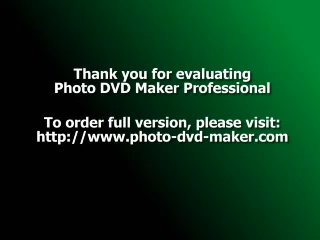 Thank you for evaluating
Photo DVD Maker Professional
To order full version, please visit:
http://www.photo-dvd-maker.com